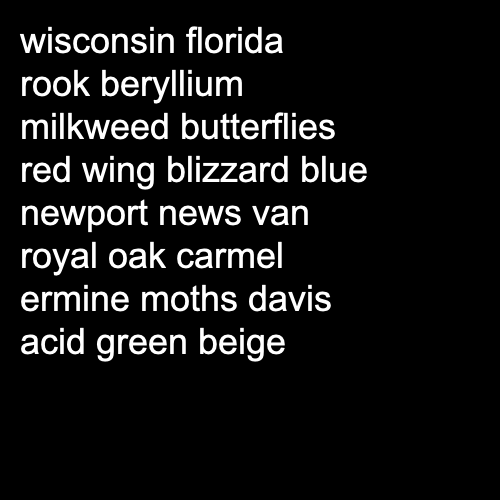 wisconsin florida
rook beryllium
milkweed butterflies
red wing blizzard blue
newport news van
royal oak carmel
ermine moths davis
acid green beige